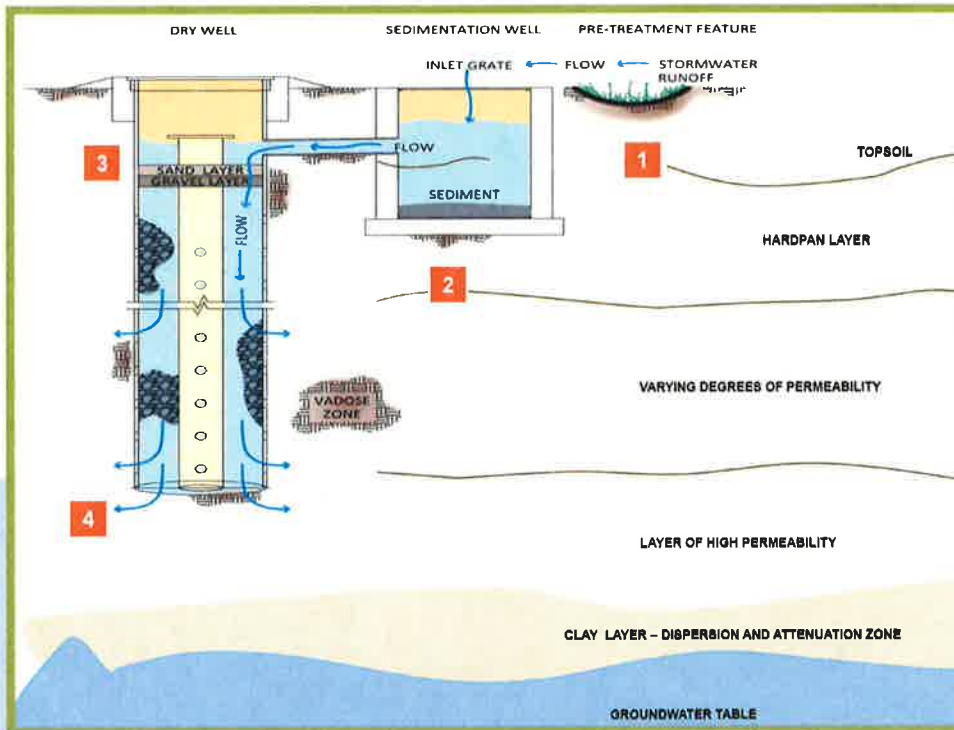 DRY WELL
SEDIMENTATION WELL
PRE-TREATMENT FEATURE
INLET GRATE
FLOW
STORMWATER
RUNOFF
3
SAND LAYER
GRAVEL LAYER
FLOW
FLOW
SEDIMENT
1
TOPSOIL
HARDPAN LAYER
2
VARYING DEGREES OF PERMEABILITY
VADOSE
ZONE
4
LAYER OF HIGH PERMEABILITY
CLAY LAYER – DISPERSION AND ATTENUATION ZONE
GROUNDWATER TABLE